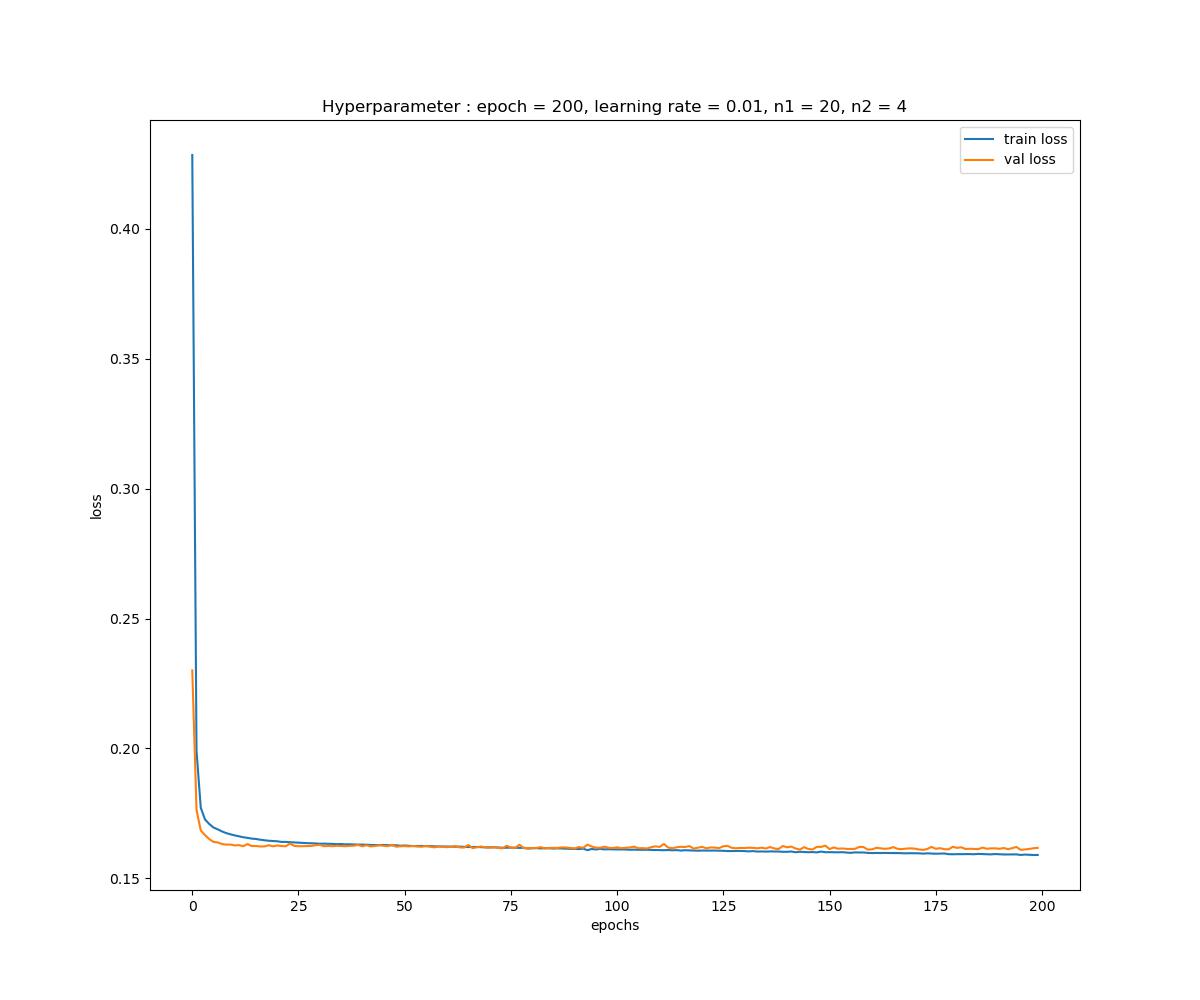 Hyperparameter : epoch = 200, learning rate = 0.01, n1 = 20, n2 = 4
train loss
val loss
0.40
0.35
0.30
0.25
0.20
0.15
loss
0 25 50 75 100 125 150 175 200
epochs